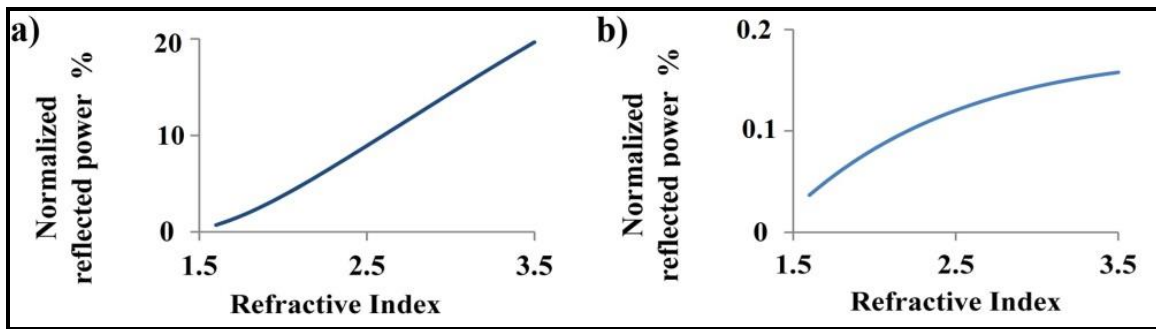 a)
Normalized
reflected power %
20
10
0
1.5
2.5
3.5
Refractive Index
b)
Normalized
reflected power %
0.2
0.1
0
1.5
2.5
3.5
Refractive Index